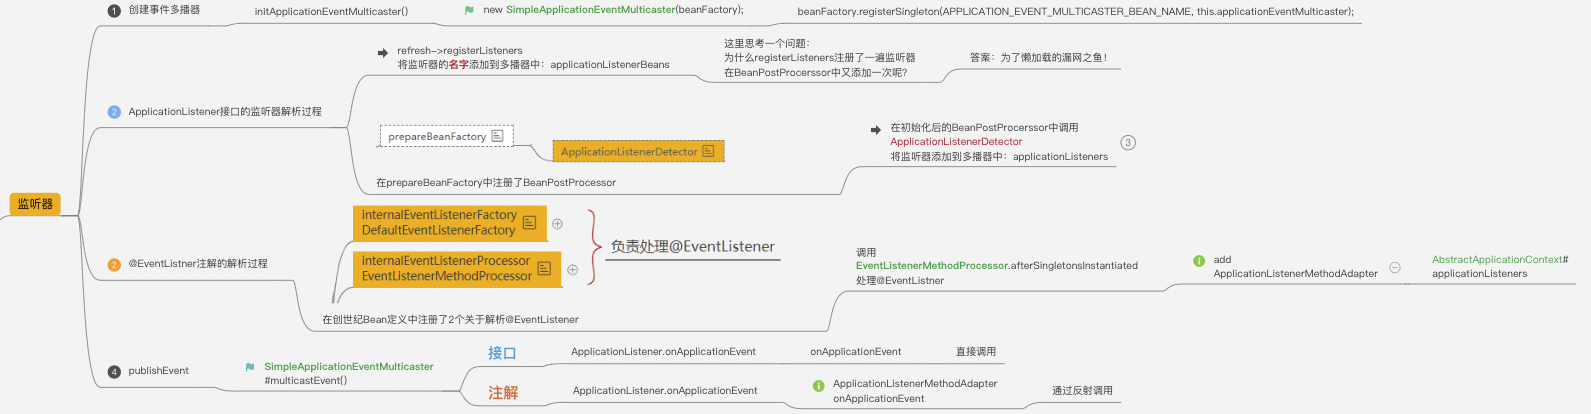 监听器
1 创建事件多播器
initApplicationEventMulticaster()
new SimpleApplicationEventMulticaster(beanFactory);
beanFactory.registerSingleton(APPLICATION_EVENT_MULTICASTER_BEAN_NAME, this.applicationEventMulticaster);
2 ApplicationListener接口的监听器解析过程
refresh->registerListeners
将监听器的名字添加到多播器中：applicationListenerBeans
这里思考一个问题：
为什么registerListeners注册了一遍监听器
在BeanPostProcerssor中又添加一次呢?
答案：为了懒加载的漏网之鱼！
prepareBeanFactory
ApplicationListenerDetector
在prepareBeanFactory中注册了BeanPostProcessor
在初始化后的BeanPostProcerssor中调用
ApplicationListenerDetector
将监听器添加到多播器中：applicationListeners
3
2 @EventListner注解的解析过程
internalEventListenerFactory
DefaultEventListenerFactory
internalEventListenerProcessor
EventListenerMethodProcessor
负责处理@EventListener
在创世纪Bean定义中注册了2个关于解析@EventListener
调用
EventListenerMethodProcessor.afterSingletonsInstantiated
处理@EventListner
add
ApplicationListenerMethodAdapter
AbstractApplicationContext#
applicationListeners
4 publishEvent
SimpleApplicationEventMulticaster
#multicastEvent()
接口
ApplicationListener.onApplicationEvent
onApplicationEvent
直接调用
注解
ApplicationListener.onApplicationEvent
ApplicationListenerMethodAdapter
onApplicationEvent
通过反射调用